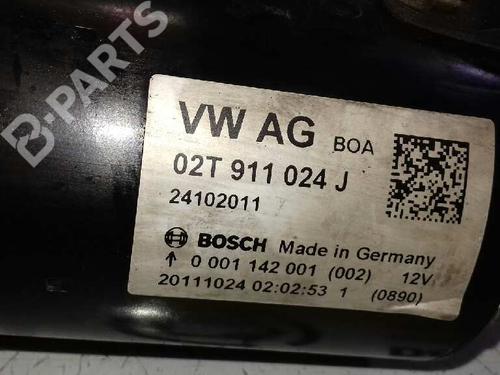 B-PARTS
VW AG BOA
02T 911 024 J
24102011
BOSCH Made in Germany
↑ 0 001 142 001 (002) 12V
20111024 02:02:53 1 (0890)